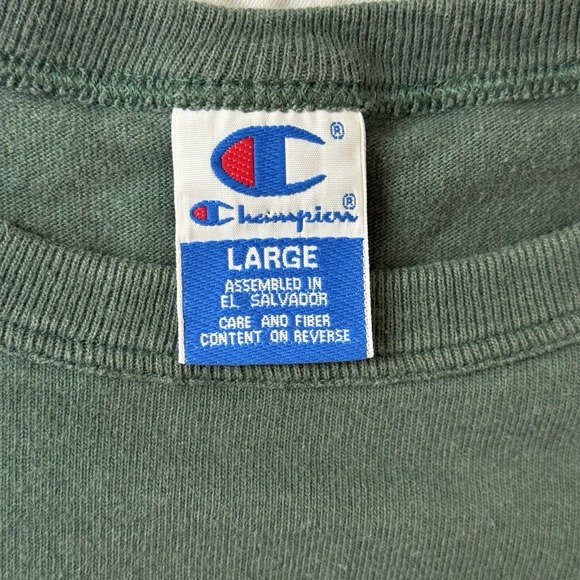 C®
Champion®
LARGE
ASSEMBLED IN
EL SALVADOR
CARE AND FIBER
CONTENT ON REVERSE